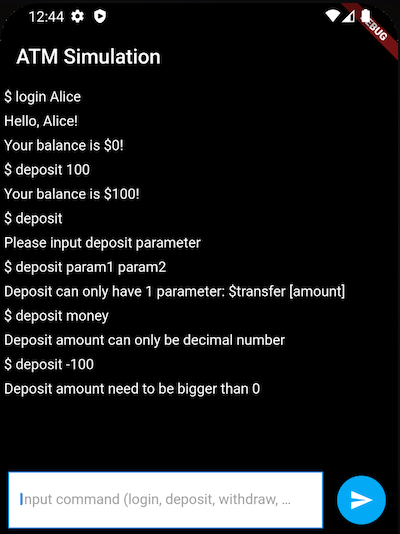 12:44
DEBUG
ATM Simulation
$ login Alice
Hello, Alice!
Your balance is $0!
$ deposit 100
Your balance is $100!
$ deposit
Please input deposit parameter
$ deposit param1 param2
Deposit can only have 1 parameter: $transfer [amount]
$ deposit money
Deposit amount can only be decimal number
$ deposit -100
Deposit amount need to be bigger than 0
Input command (login, deposit, withdraw, …